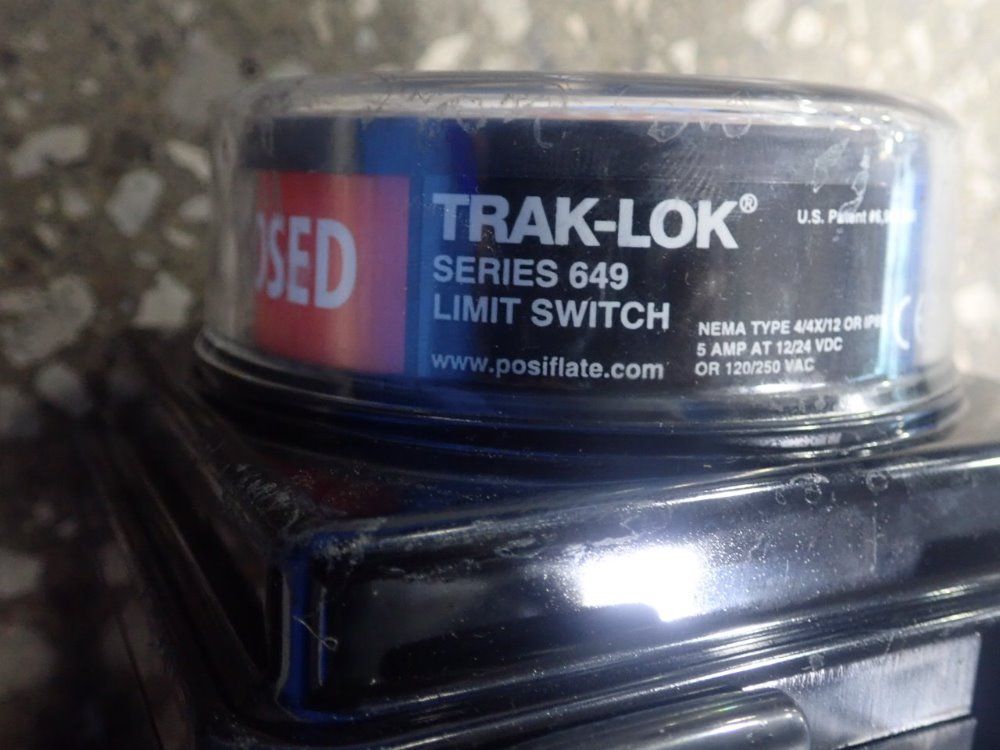 OSED
TRAK-LOK®
U.S. Patent
SERIES 649
LIMIT SWITCH
NEMA TYPE 4/4X/12 OR
5 AMP AT 12/24 VDC
www.posiflate.com
OR 120/250 VAC